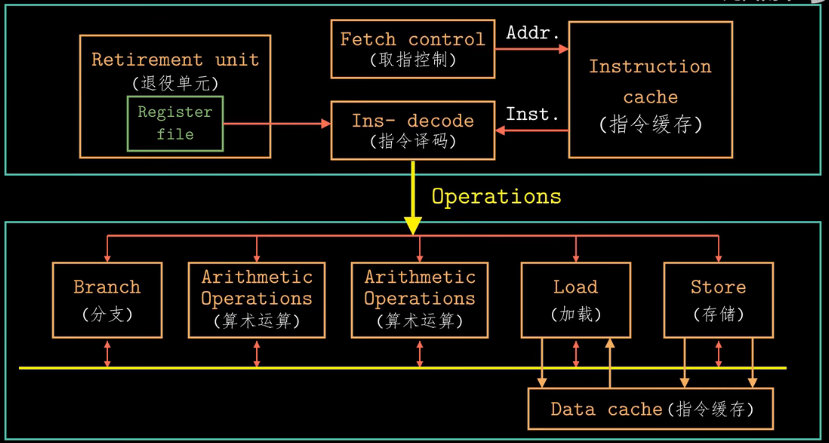 Retirement unit
(退役单元)
Register
file
Fetch control
(取指控制)
Addr.
Instruction
cache
(指令缓存)
Ins- decode
(指令译码)
Inst.
Operations
Branch
(分支)
Arithmetic
Operations
(算术运算)
Arithmetic
Operations
(算术运算)
Load
(加载)
Store
(存储)
Data cache(指令缓存)